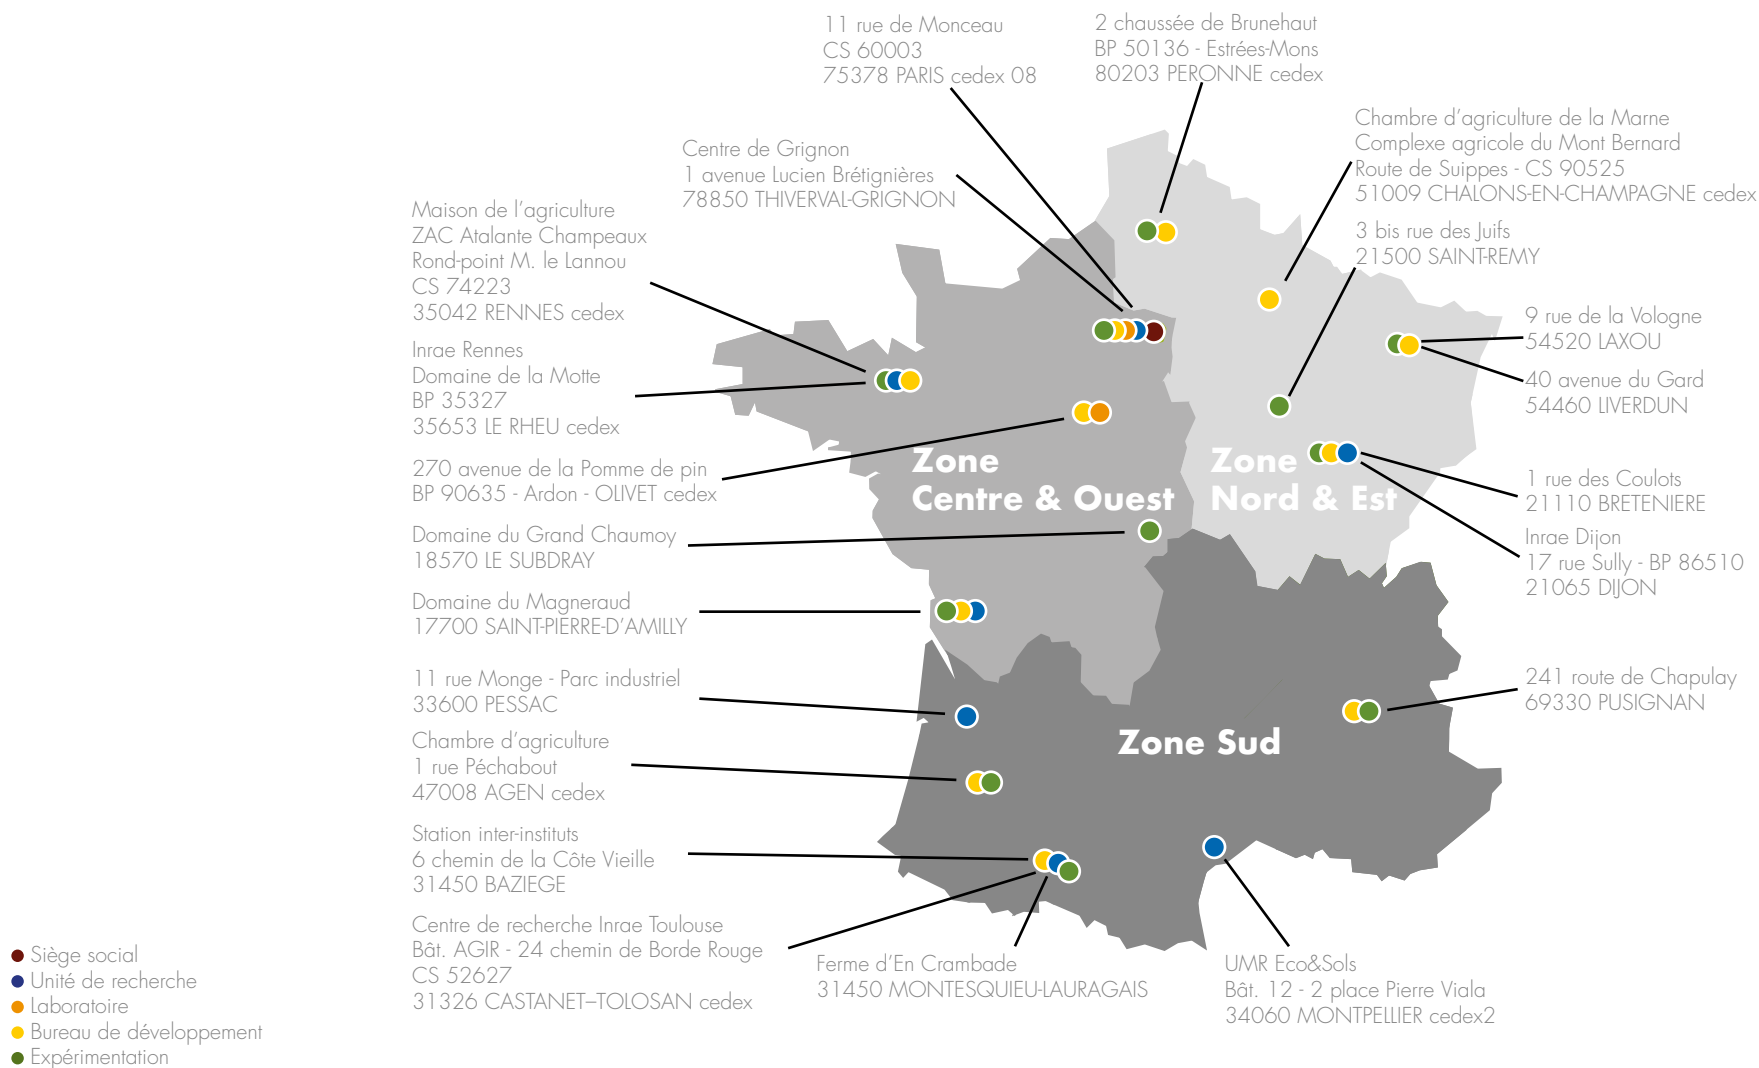 11 rue de Monceau
CS 60003
75378 PARIS cedex 08
2 chaussée de Brunehaut
BP 50136 - Estrées-Mons
80203 PERONNE cedex
Chambre d’agriculture de la Marne
Complexe agricole du Mont Bernard
Route de Suippes - CS 90525
51009 CHALONS-EN-CHAMPAGNE cedex
Centre de Grignon
1 avenue Lucien Brétignières
78850 THIVERVAL-GRIGNON
Maison de l’agriculture
ZAC Atalante Champeaux
Rond-point M. le Lannou
CS 74223
35042 RENNES cedex
3 bis rue des Juifs
21500 SAINT-REMY
9 rue de la Vologne
54520 LAXOU
Inrae Rennes
Domaine de la Motte
BP 35327
35653 LE RHEU cedex
40 avenue du Gard
54460 LIVERDUN
270 avenue de la Pomme de pin
BP 90635 - Ardon - OLIVET cedex
Zone
Centre & Ouest
Zone
Nord & Est
1 rue des Coulots
21110 BRETENIERE
Domaine du Grand Chaumoy
18570 LE SUBDRAY
Inrae Dijon
17 rue Sully - BP 86510
21065 DIJON
Domaine du Magneraud
17700 SAINT-PIERRE-D’AMILLY
11 rue Monge - Parc industriel
33600 PESSAC
241 route de Chapulay
69330 PUSIGNAN
Zone Sud
Chambre d’agriculture
1 rue Péchabout
47008 AGEN cedex
Station inter-instituts
6 chemin de la Côte Vieille
31450 BAZIEGE
Centre de recherche Inrae Toulouse
Bât. AGIR - 24 chemin de Borde Rouge
CS 52627
31326 CASTANET–TOLOSAN cedex
Ferme d’En Crambade
31450 MONTESQUIEU-LAURAGAIS
UMR Eco&Sols
Bât. 12 - 2 place Pierre Viala
34060 MONTPELLIER cedex2
Siège social
Unité de recherche
Laboratoire
Bureau de développement
Expérimentation